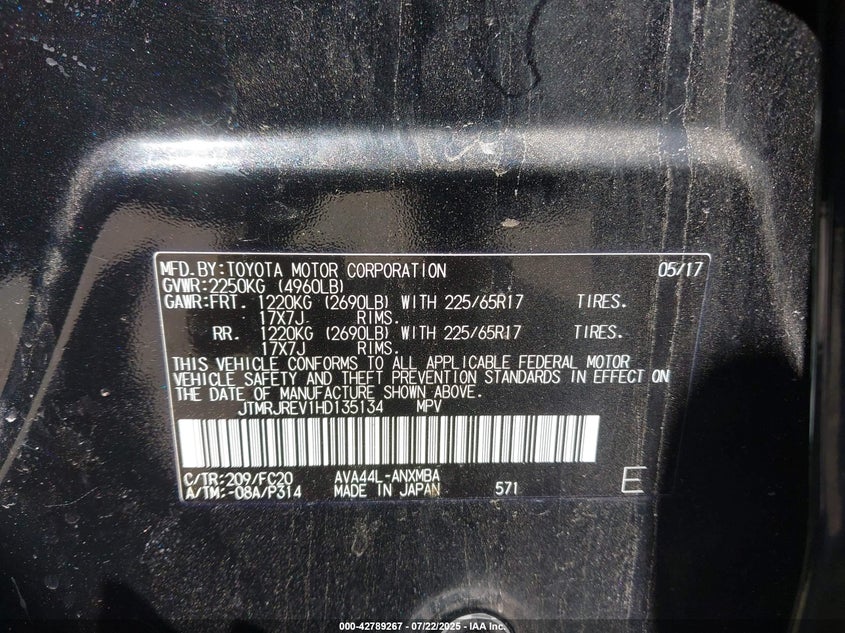 MFD.BY:TOYOTA MOTOR CORPORATION 05/17
GVWR:2250KG (4960LB)
GAWR:FRT. 1220KG (2690LB) WITH 225/65R17 TIRES.
17X7J RIMS.
RR. 1220KG (2690LB) WITH 225/65R17 TIRES.
17X7J RIMS.
THIS VEHICLE CONFORMS TO ALL APPLICABLE FEDERAL MOTOR
VEHICLE SAFETY AND THEFT PREVENTION STANDARDS IN EFFECT ON
THE DATE OF MANUFACTURE SHOWN ABOVE.
JTMRJREV1HD135134 MPV
C/TR:209/FC20 AVA44L-ANXMBA
A/TM:-08A/P314 MADE IN JAPAN 571 E
000-42789267 - 07/22/2025 - IAA Inc.